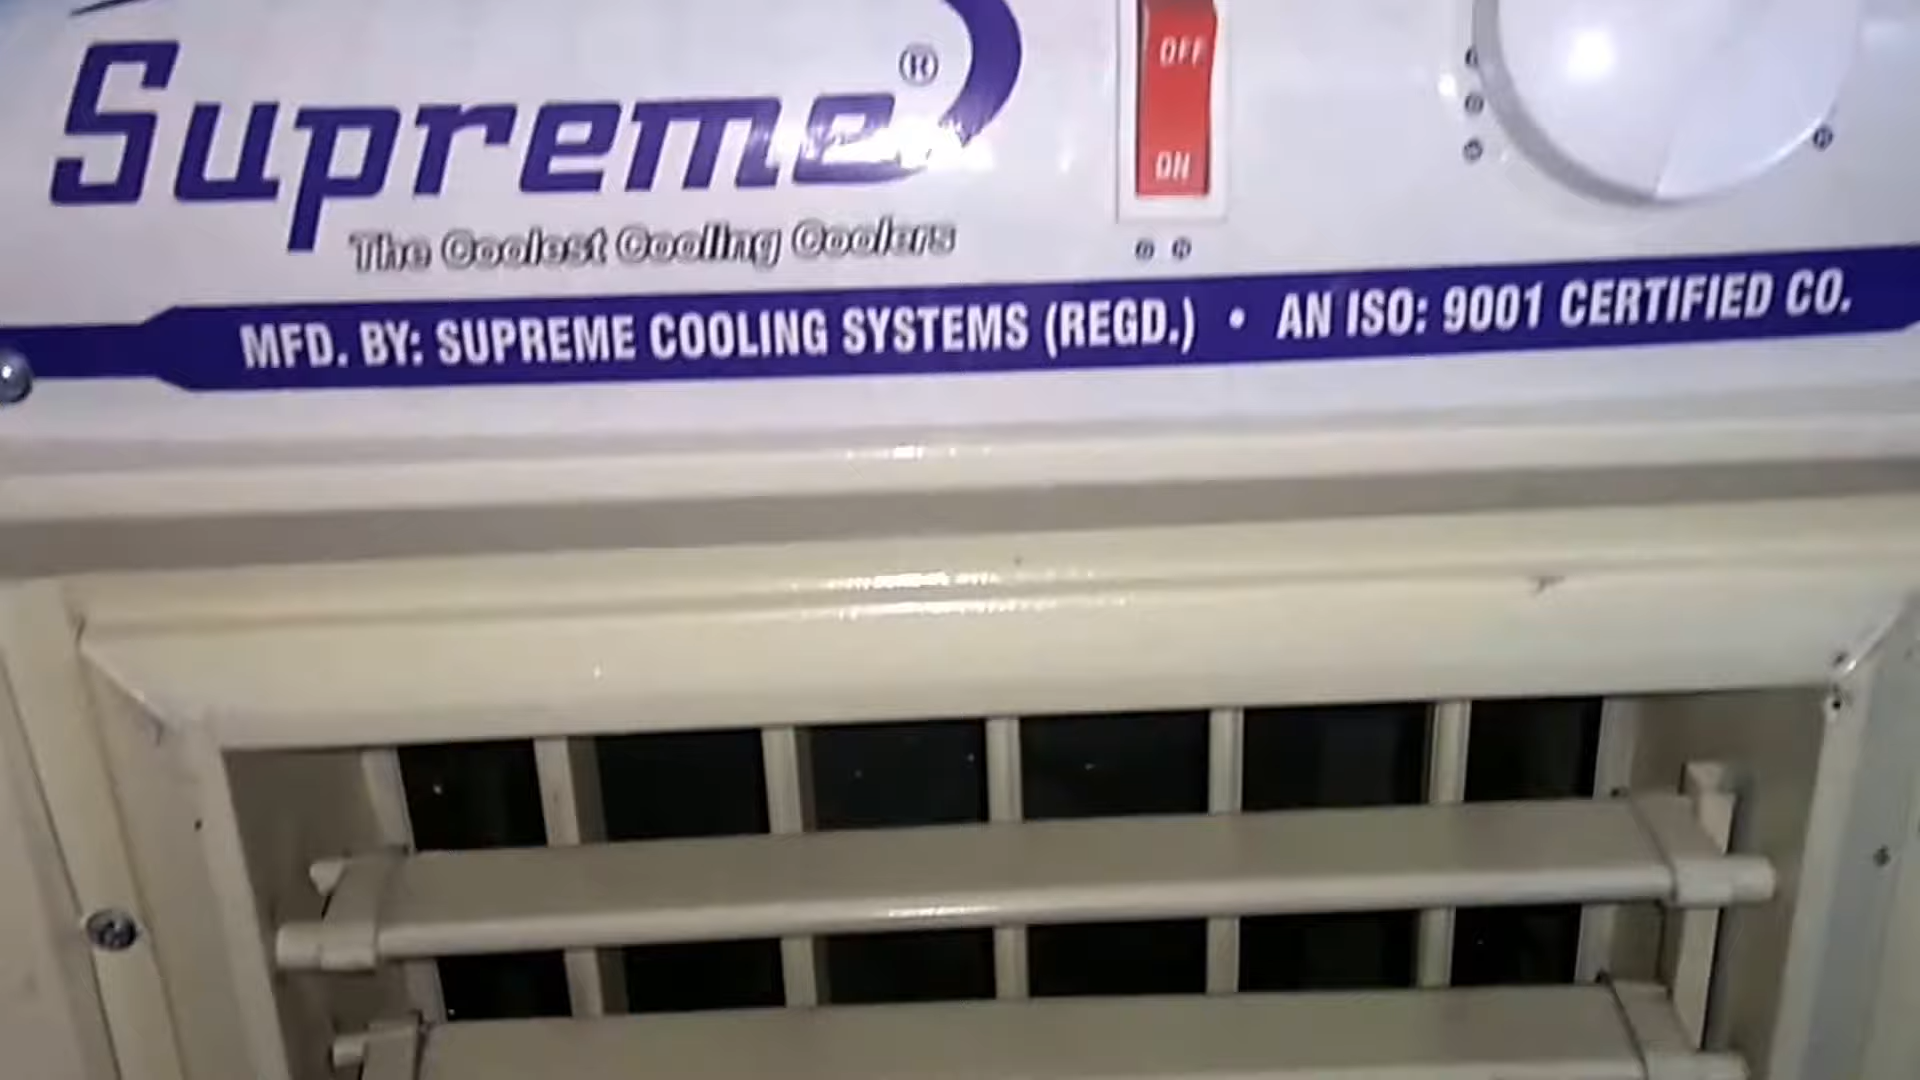 Supreme®
The Coolest Cooling Coolers
OFF
ON
MFD. BY: SUPREME COOLING SYSTEMS (REGD.) • AN ISO: 9001 CERTIFIED CO.